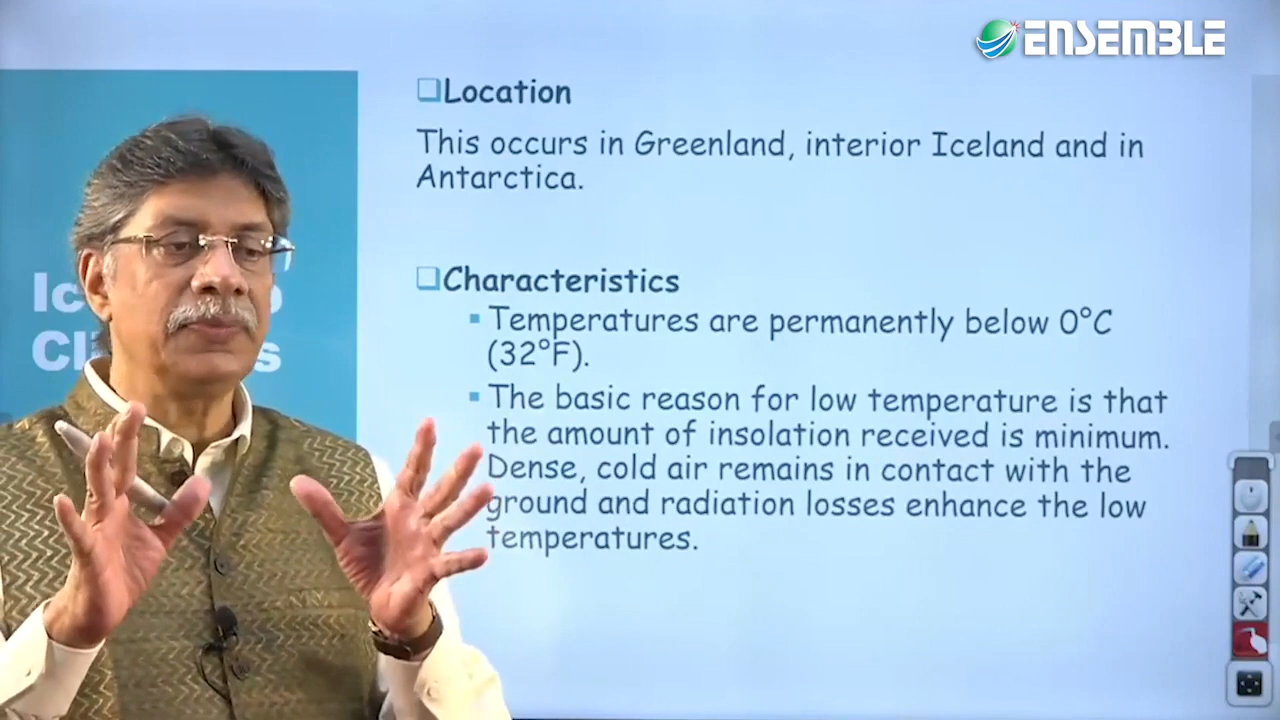 ENSEMBLE
Location
This occurs in Greenland, interior Iceland and in
Antarctica.
Characteristics
Temperatures are permanently below 0°C
(32°F).
The basic reason for low temperature is that
the amount of insolation received is minimum.
Dense, cold air remains in contact with the
ground and radiation losses enhance the low
temperatures.